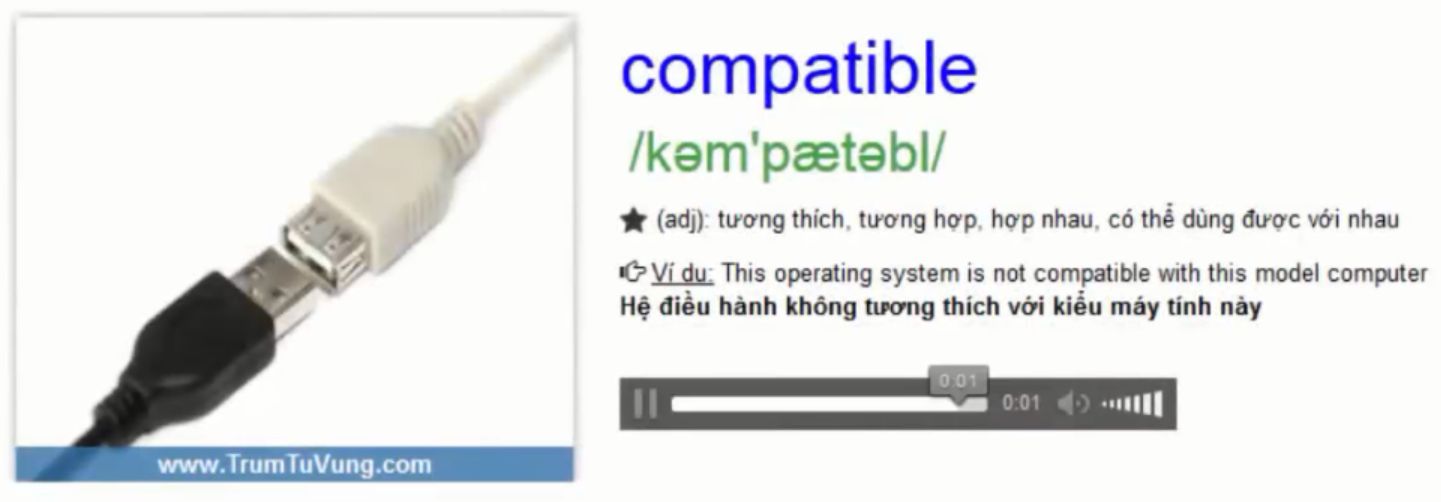 compatible
/kəm'pætəbl/
(adj): tương thích, tương hợp, hợp nhau, có thể dùng được với nhau
Ví du: This operating system is not compatible with this model computer
Hệ điều hành không tương thích với kiểu máy tính này
0:01
0:01
www.TrumTuVung.com